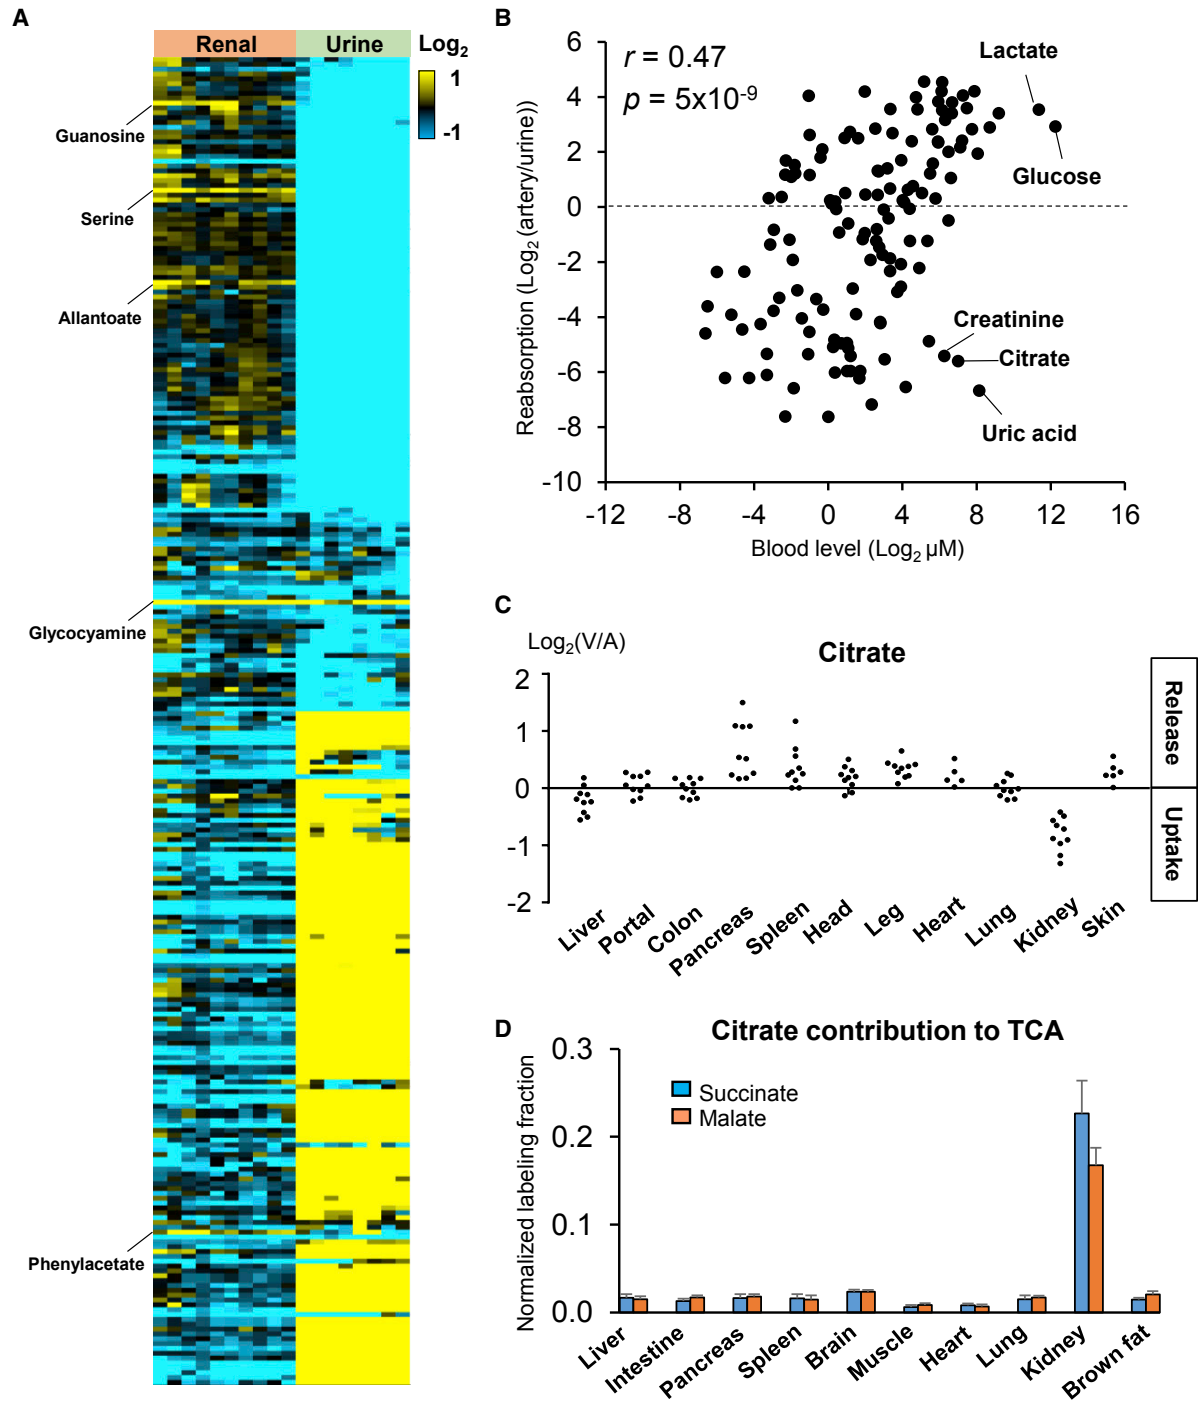 A
Renal
Urine
Log2
1
-1
Guanosine
Serine
Allantoate
Glycocyamine
Phenylacetate
B
r = 0.47
p = 5x10-9
Reabsorption (Log2 (artery/urine))
6
4
2
0
-2
-4
-6
-8
-10
-12
-8
-4
0
4
8
12
16
Blood level (Log2 µM)
Lactate
Glucose
Creatinine
Citrate
Uric acid
C
Log2(V/A)
Citrate
2
1
0
-1
-2
Release
Uptake
Liver
Portal
Colon
Pancreas
Spleen
Head
Leg
Heart
Lung
Kidney
Skin
D
Citrate contribution to TCA
Normalized labeling fraction
0.3
0.2
0.1
0.0
Succinate
Malate
Liver
Intestine
Pancreas
Spleen
Brain
Muscle
Heart
Lung
Kidney
Brown fat